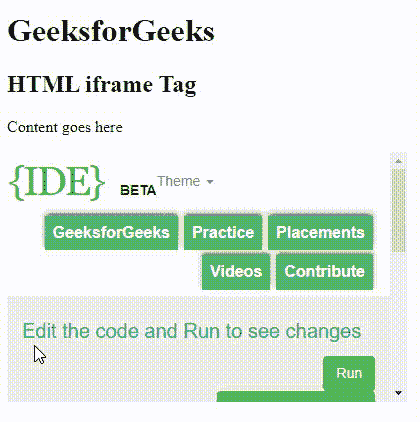 GeeksforGeeks
HTML iframe Tag
Content goes here
{IDE} BETA Theme
GeeksforGeeks Practice Placements
Videos Contribute
Edit the code and Run to see changes
Run